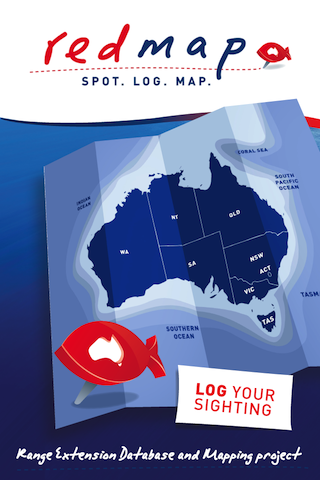 redmap
SPOT. LOG. MAP.
CORAL SEA
INDIAN
OCEAN
SOUTH
PACIFIC
OCEAN
NT
QLD
WA
SA
NSW
ACT
VIC
TAS
TASM
SOUTHERN
OCEAN
LOG YOUR
SIGHTING
Range Extension Database and Mapping project